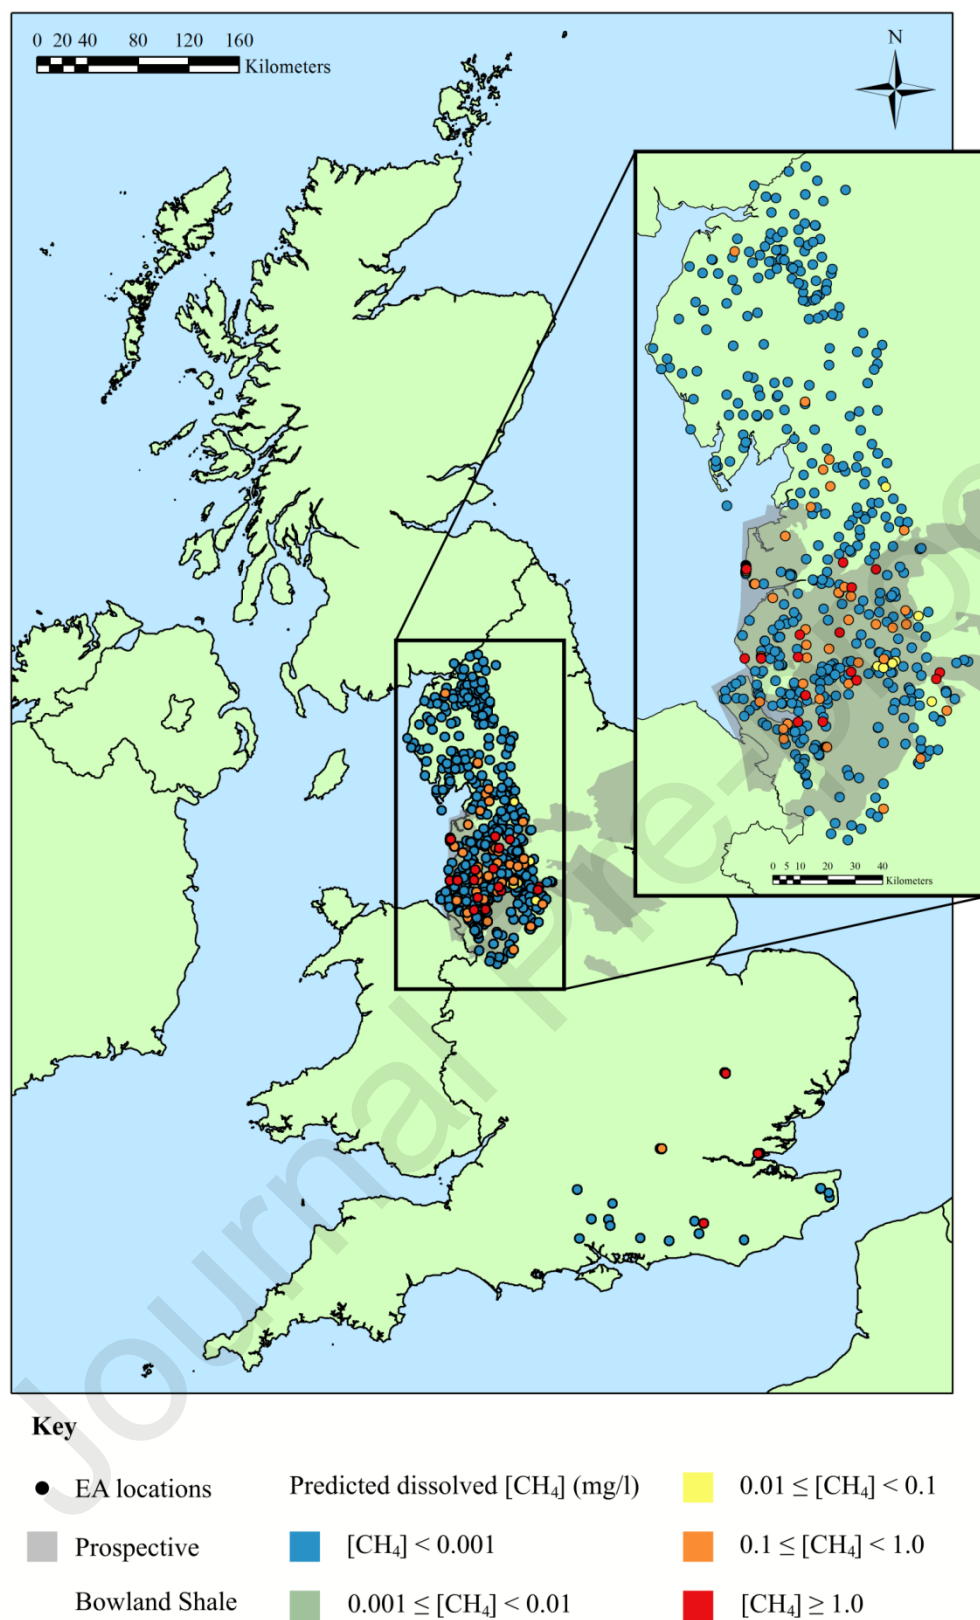 0 20 40 80 120 160
Kilometers
N
0 5 10 20 30 40
Kilometers
Journal Pre-proo
Key
EA locations
Prospective
Bowland Shale
Predicted dissolved [CH₄] (mg/l)
[CH₄] < 0.001
0.001 ≤ [CH₄] < 0.01
0.01 ≤ [CH₄] < 0.1
0.1 ≤ [CH₄] < 1.0
[CH₄] ≥ 1.0